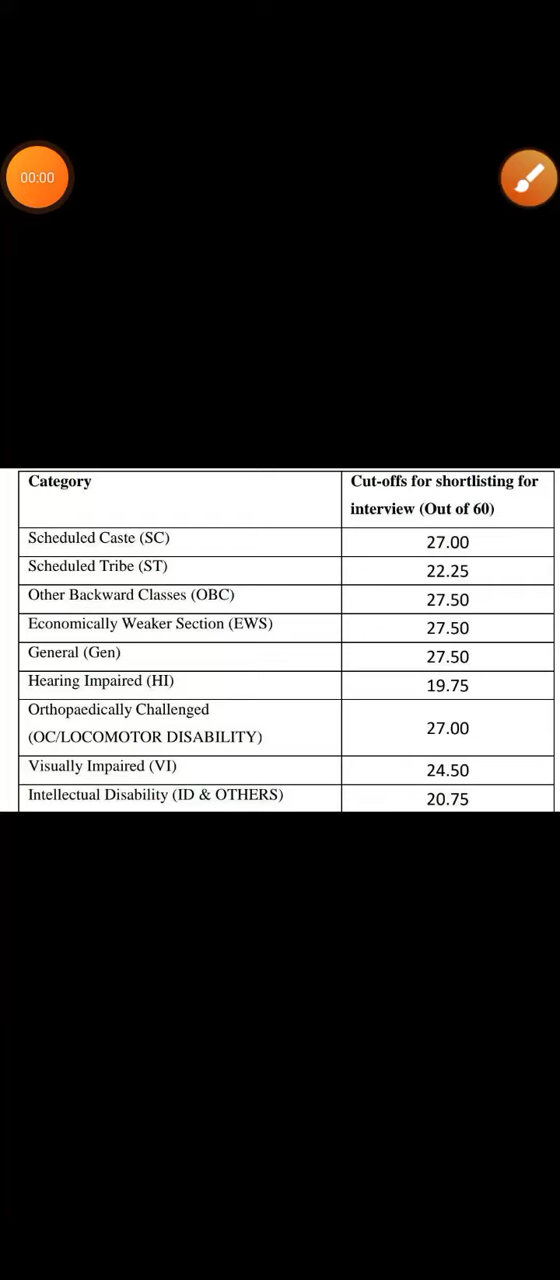 00:00
Category
Cut-offs for shortlisting for
interview (Out of 60)
Scheduled Caste (SC)
27.00
Scheduled Tribe (ST)
22.25
Other Backward Classes (OBC)
27.50
Economically Weaker Section (EWS)
27.50
General (Gen)
27.50
Hearing Impaired (HI)
19.75
Orthopaedically Challenged
(OC/LOCOMOTOR DISABILITY)
27.00
Visually Impaired (VI)
24.50
Intellectual Disability (ID & OTHERS)
20.75